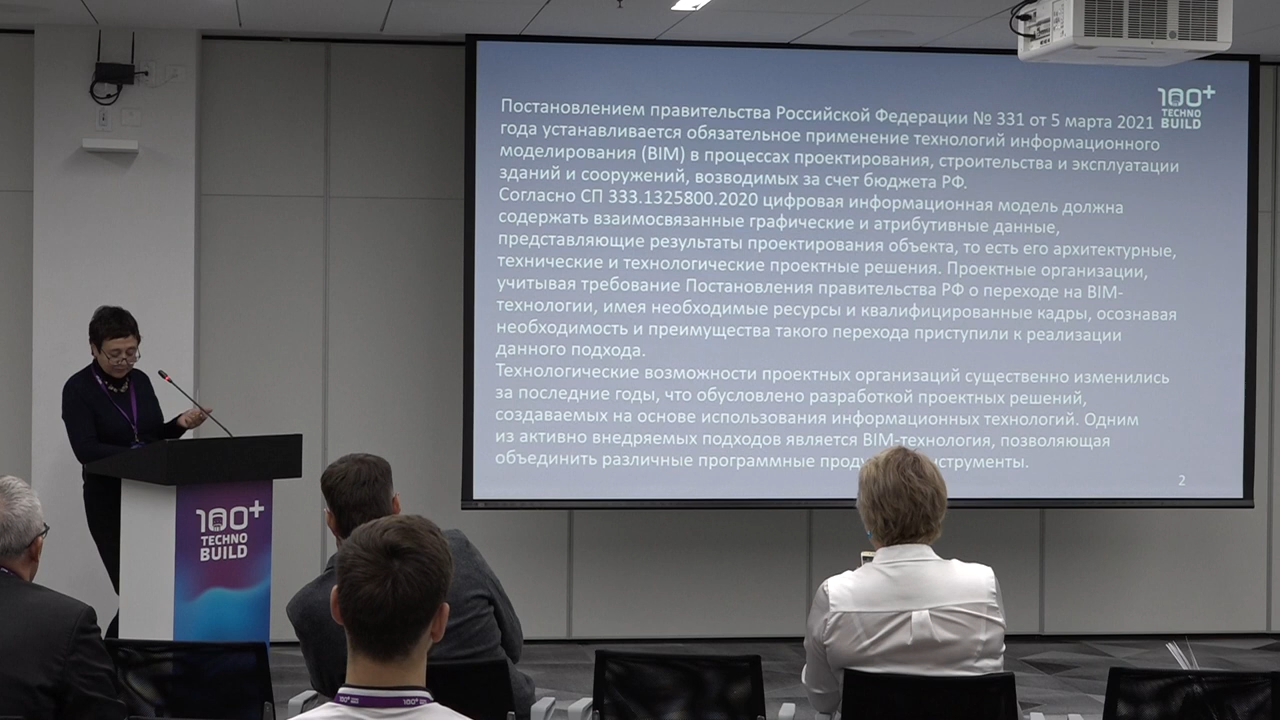 Постановлением правительства Российской Федерации № 331 от 5 марта 2021
года устанавливается обязательное применение технологий информационного
моделирования (BIM) в процессах проектирования, строительства и эксплуатации
зданий и сооружений, возводимых за счет бюджета РФ.
Согласно СП 333.1325800.2020 цифровая информационная модель должна
содержать взаимосвязанные графические и атрибутивные данные,
представляющие результаты проектирования объекта, то есть его архитектурные,
технические и технологические проектные решения. Проектные организации,
учитывая требование Постановления правительства РФ о переходе на BIM-
технологии, имея необходимые ресурсы и квалифицированные кадры, осознавая
необходимость и преимущества такого перехода приступили к реализации
данного подхода.
Технологические возможности проектных организаций существенно изменились
за последние годы, что обусловлено разработкой проектных решений,
создаваемых на основе использования информационных технологий. Одним
из активно внедряемых подходов является BIM-технология, позволяющая
объединить различные программные
2
100+
TECHNO
BUILD
100+
TECHNO
BUILD
100+